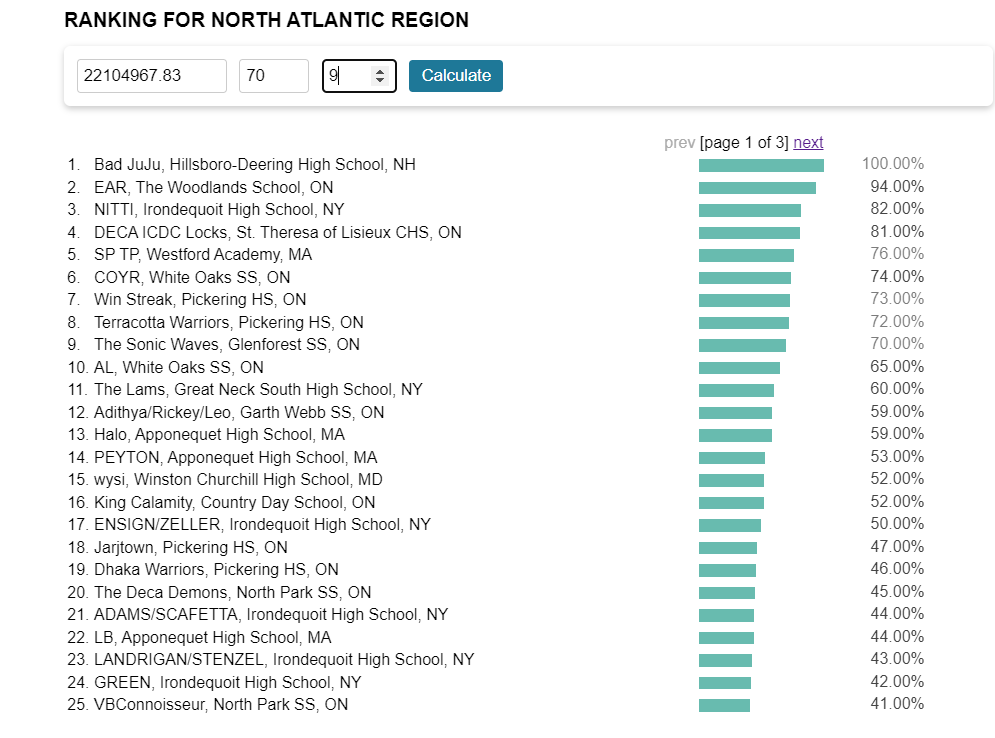 RANKING FOR NORTH ATLANTIC REGION
22104967.83 70 9 Calculate
prev [page 1 of 3] next
1. Bad JuJu, Hillsboro-Deering High School, NH 100.00%
2. EAR, The Woodlands School, ON 94.00%
3. NITTI, Irondequoit High School, NY 82.00%
4. DECA ICDC Locks, St. Theresa of Lisieux CHS, ON 81.00%
5. SP TP, Westford Academy, MA 76.00%
6. COYR, White Oaks SS, ON 74.00%
7. Win Streak, Pickering HS, ON 73.00%
8. Terracotta Warriors, Pickering HS, ON 72.00%
9. The Sonic Waves, Glenforest SS, ON 70.00%
10. AL, White Oaks SS, ON 65.00%
11. The Lams, Great Neck South High School, NY 60.00%
12. Adithya/Rickey/Leo, Garth Webb SS, ON 59.00%
13. Halo, Apponequet High School, MA 59.00%
14. PEYTON, Apponequet High School, MA 53.00%
15. wysi, Winston Churchill High School, MD 52.00%
16. King Calamity, Country Day School, ON 52.00%
17. ENSIGN/ZELLER, Irondequoit High School, NY 50.00%
18. Jarjtown, Pickering HS, ON 47.00%
19. Dhaka Warriors, Pickering HS, ON 46.00%
20. The Deca Demons, North Park SS, ON 45.00%
21. ADAMS/SCAFETTA, Irondequoit High School, NY 44.00%
22. LB, Apponequet High School, MA 44.00%
23. LANDRIGAN/STENZEL, Irondequoit High School, NY 43.00%
24. GREEN, Irondequoit High School, NY 42.00%
25. VBConnoisseur, North Park SS, ON 41.00%